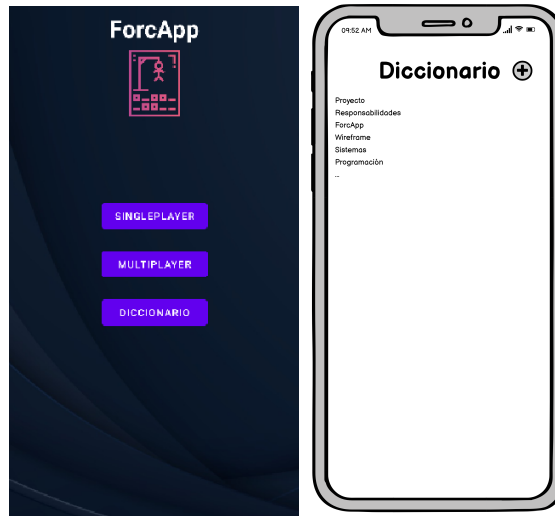 ForcApp
SINGLEPLAYER
MULTIPLAYER
DICCIONARIO
09:52 AM
Diccionario
Proyecto
Responsabilidades
ForcApp
Wireframe
Sistemas
Programación
...